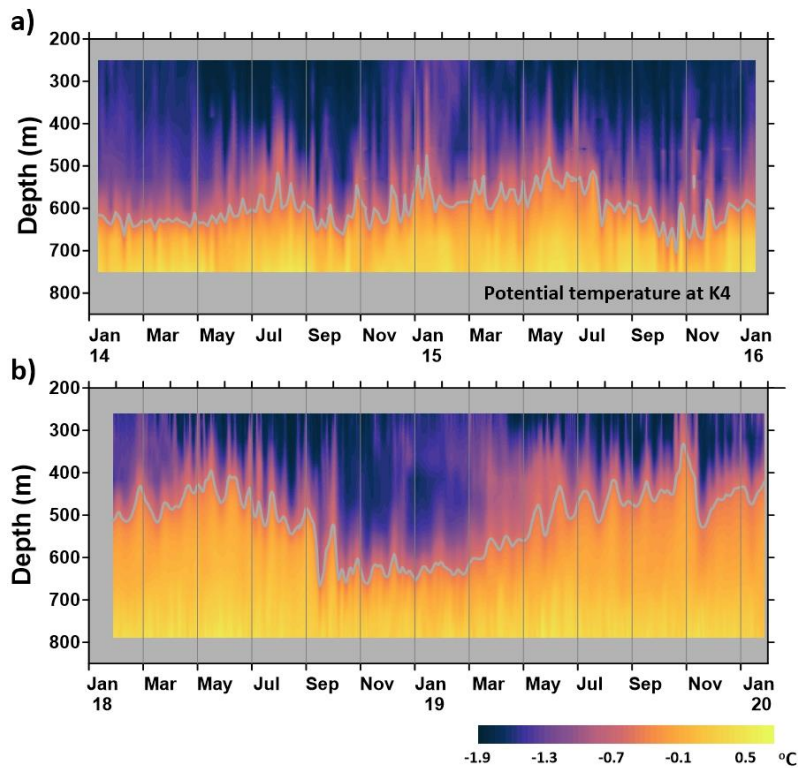 a)
200
300
400
500
600
700
800
Depth (m)
Potential temperature at K4
Jan Mar May Jul Sep Nov Jan Mar May Jul Sep Nov Jan
14 15 16
b)
200
300
400
500
600
700
800
Depth (m)
Jan Mar May Jul Sep Nov Jan Mar May Jul Sep Nov Jan
18 19 20
-1.9 -1.3 -0.7 -0.1 0.5 °C